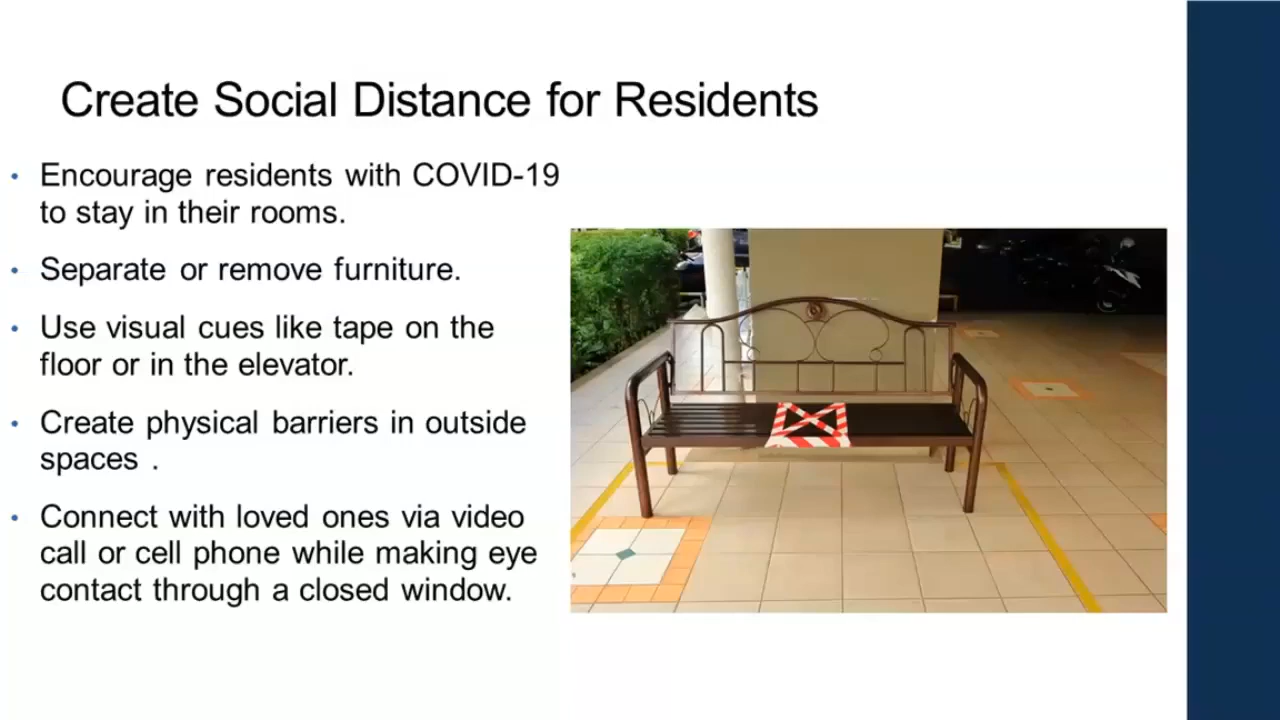 Create Social Distance for Residents
• Encourage residents with COVID-19
to stay in their rooms.
• Separate or remove furniture.
• Use visual cues like tape on the
floor or in the elevator.
• Create physical barriers in outside
spaces .
• Connect with loved ones via video
call or cell phone while making eye
contact through a closed window.